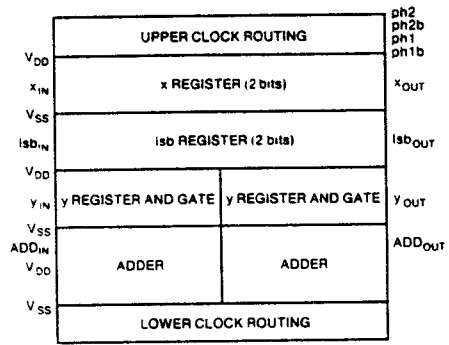 ph2
ph2b
UPPER CLOCK ROUTING
ph1
ph1b
VDD
xIN
x REGISTER (2 bits)
xOUT
VSS
lsbIN
lsb REGISTER (2 bits)
lsbOUT
VDD
yIN
y REGISTER AND GATE
y REGISTER AND GATE
yOUT
VSS
ADDIN
ADDOUT
VDD
ADDER
ADDER
VSS
LOWER CLOCK ROUTING